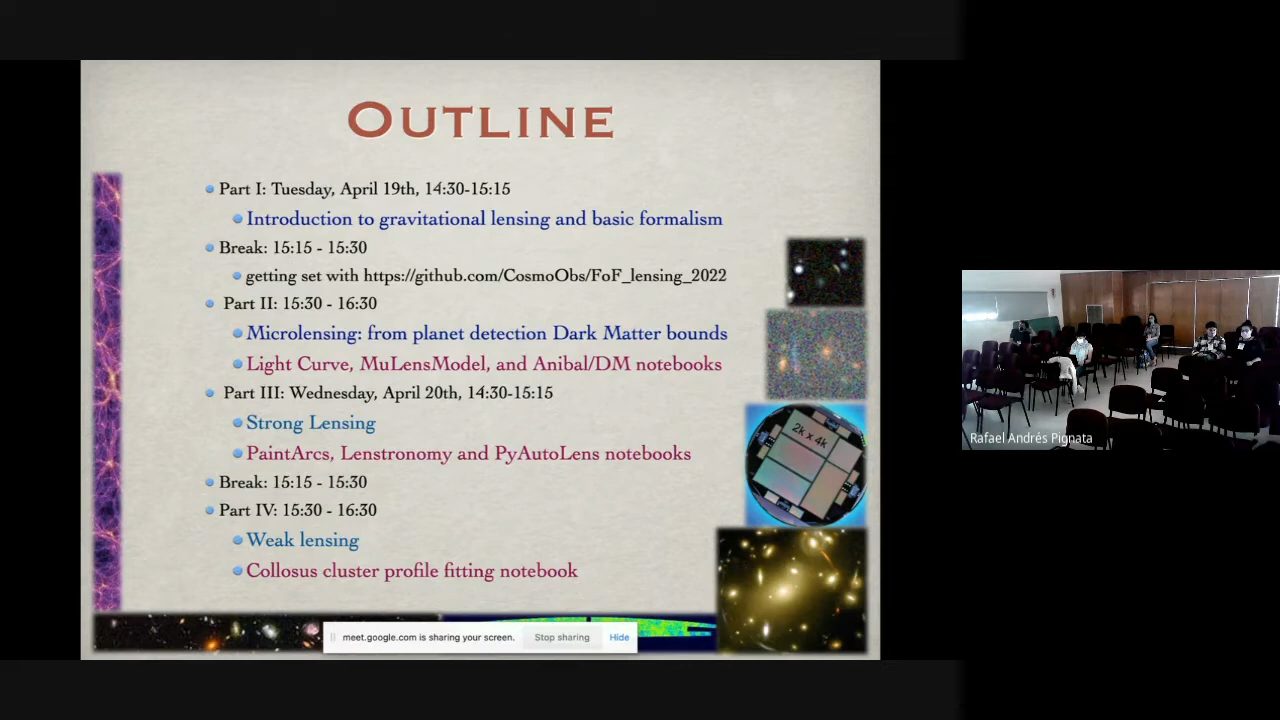 OUTLINE
Part I: Tuesday, April 19th, 14:30-15:15
Introduction to gravitational lensing and basic formalism
Break: 15:15 - 15:30
getting set with https://github.com/CosmoObs/FoF_lensing_2022
Part II: 15:30 - 16:30
Microlensing: from planet detection Dark Matter bounds
Light Curve, MuLensModel, and Anibal/DM notebooks
Part III: Wednesday, April 20th, 14:30-15:15
Strong Lensing
PaintArcs, Lenstronomy and PyAutoLens notebooks
Break: 15:15 - 15:30
Part IV: 15:30 - 16:30
Weak lensing
Collosus cluster profile fitting notebook
2k x 4k
meet.google.com is sharing your screen. Stop sharing Hide
Rafael Andrés Pignata